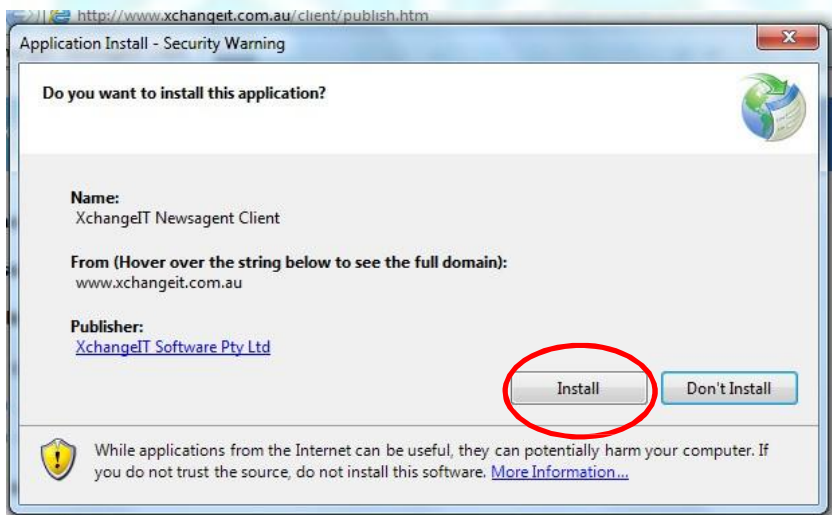 http://www.xchangeit.com.au/client/publish.htm
Application Install - Security Warning
Do you want to install this application?
Name:
XchangeIT Newsagent Client
From (Hover over the string below to see the full domain):
www.xchangeit.com.au
Publisher:
XchangeIT Software Pty Ltd
Install
Don't Install
While applications from the Internet can be useful, they can potentially harm your computer. If
you do not trust the source, do not install this software. More Information...